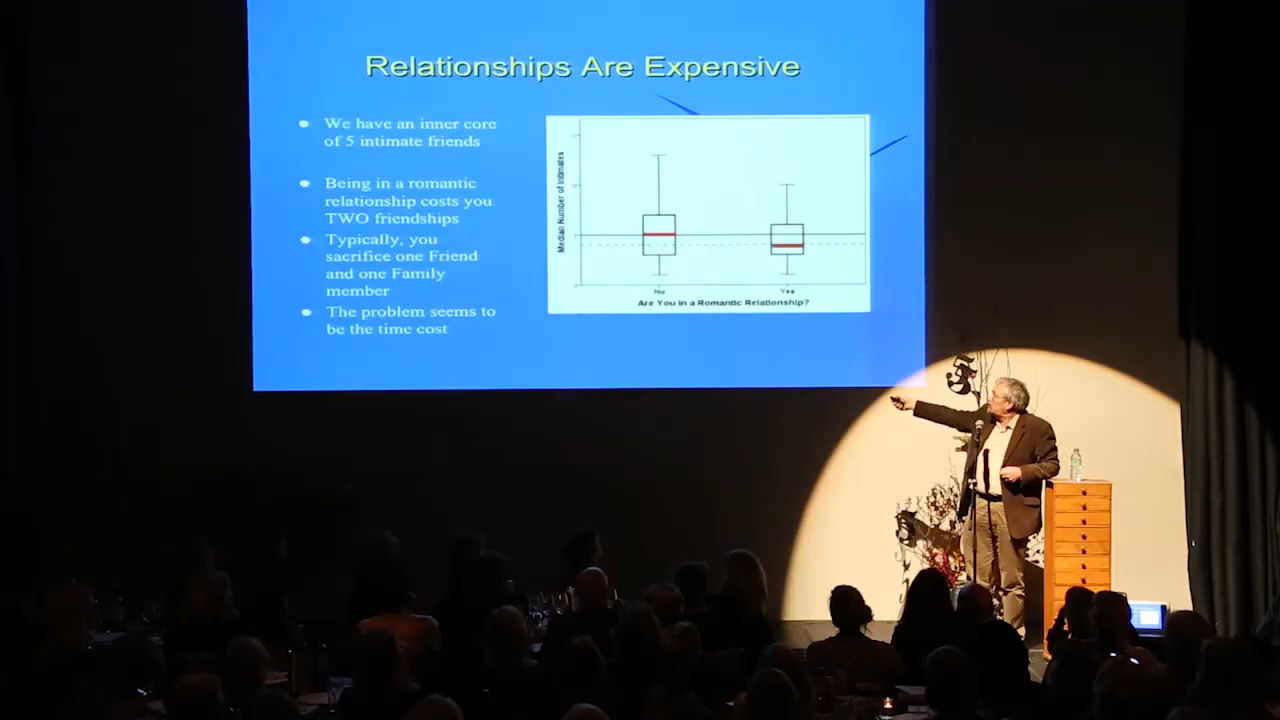 Relationships Are Expensive
We have an inner core
of 5 intimate friends
Being in a romantic
relationship costs you
TWO friendships
Typically, you
sacrifice one Friend
and one Family
member
The problem seems to
be the time cost
Median Number of Intimates
No
Yes
Are You in a Romantic Relationship?